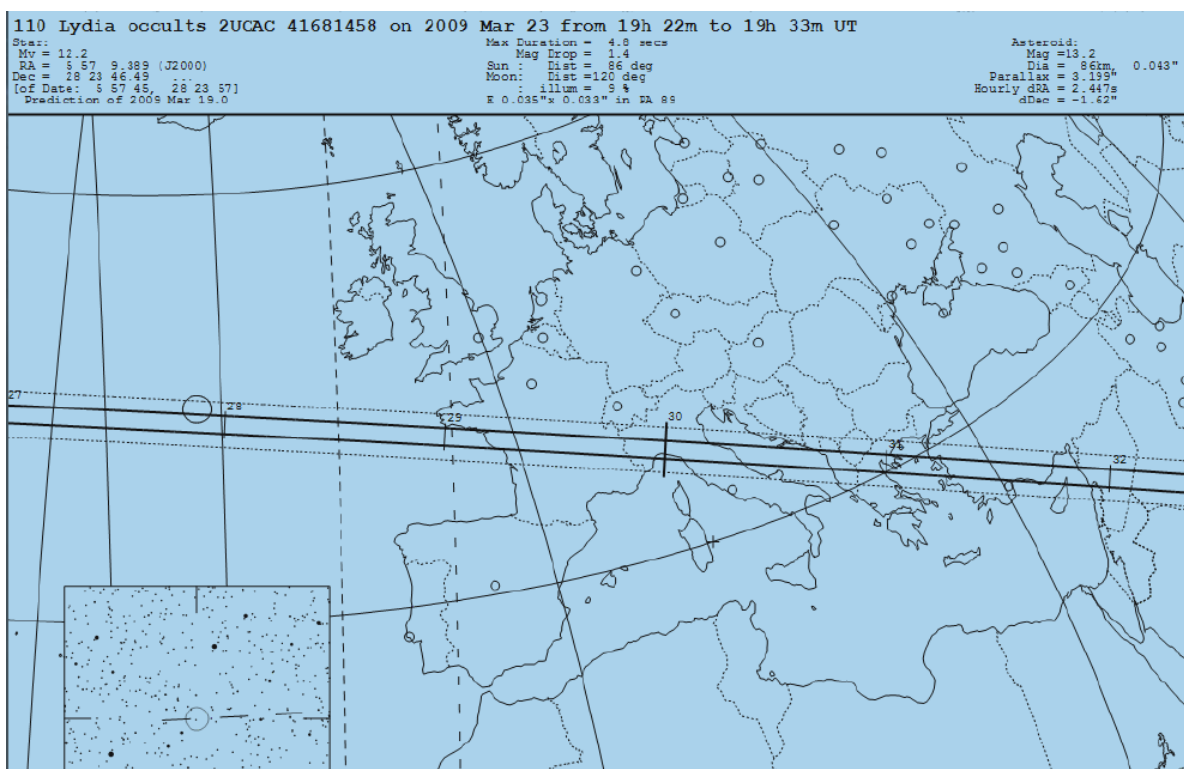 110 Lydia occults 2UCAC 41681458 on 2009 Mar 23 from 19h 22m to 19h 33m UT
Star:
Mv = 12.2
RA = 5 57 9.389 (J2000)
Dec = 28 23 46.49 ...
[of Date: 5 57 45, 28 23 57]
Prediction of 2009 Mar 19.0
Max Duration = 4.8 secs
Mag Drop = 1.4
Sun : Dist = 86 deg
Moon: Dist =120 deg
: illum = 9 %
E 0.035"x 0.033" in PA 89
Asteroid:
Mag =13.2
Dia = 86km, 0.043"
Parallax = 3.199"
Hourly dRA = 2.447s
dDec = -1.62"
27
28
29
30
31
32